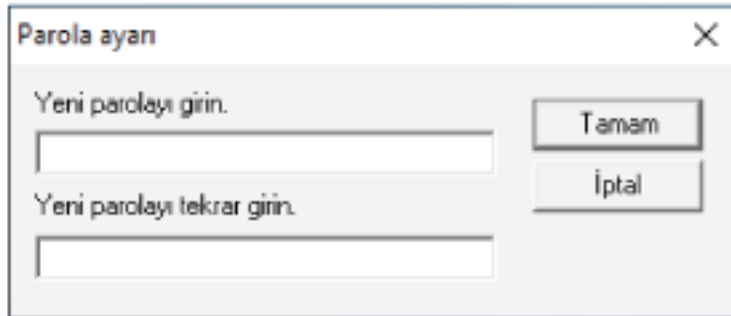 Parola ayarı
Yeni parolayı girin.
Tamam
İptal
Yeni parolayı tekrar girin.